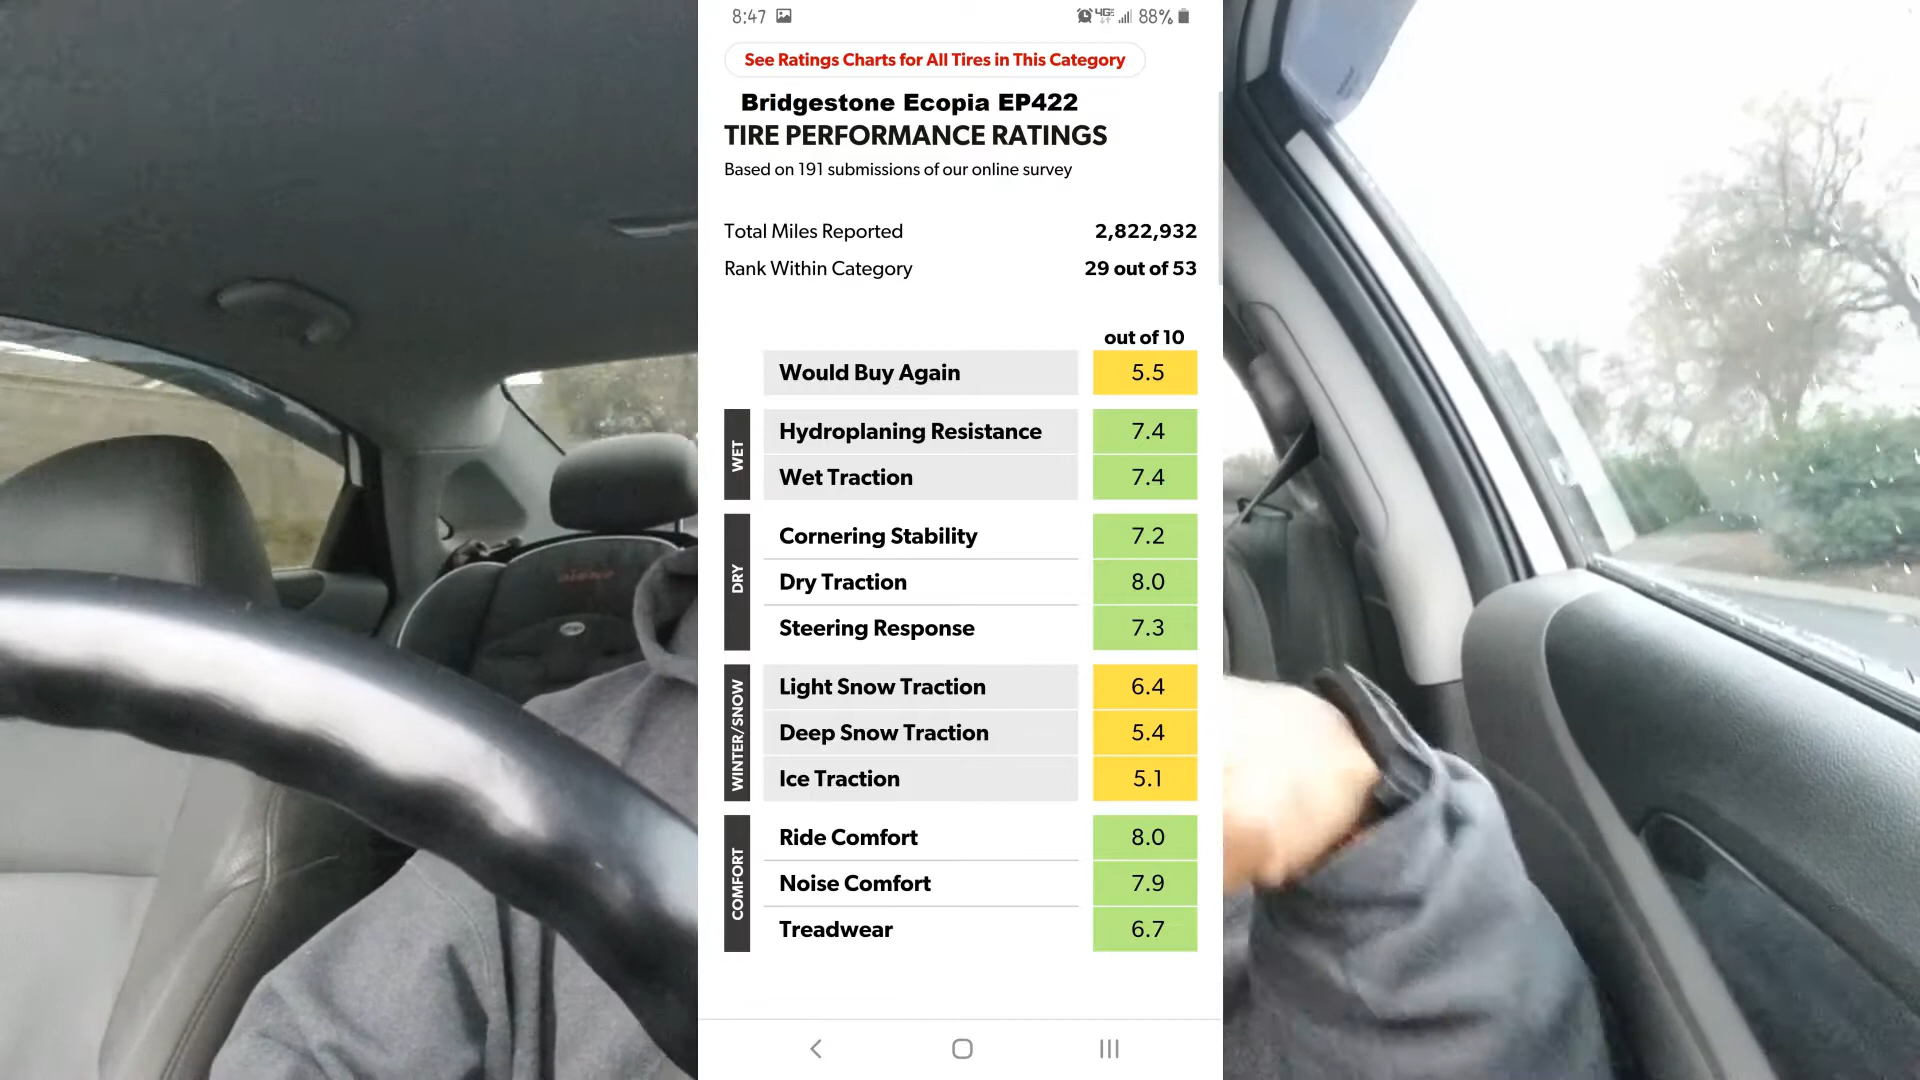 8:47 4GE 88%
See Ratings Charts for All Tires in This Category
Bridgestone Ecopia EP422
TIRE PERFORMANCE RATINGS
Based on 191 submissions of our online survey
Total Miles Reported 2,822,932
Rank Within Category 29 out of 53
out of 10
Would Buy Again 5.5
WET
Hydroplaning Resistance 7.4
Wet Traction 7.4
DRY
Cornering Stability 7.2
Dry Traction 8.0
Steering Response 7.3
WINTER/SNOW
Light Snow Traction 6.4
Deep Snow Traction 5.4
Ice Traction 5.1
COMFORT
Ride Comfort 8.0
Noise Comfort 7.9
Treadwear 6.7